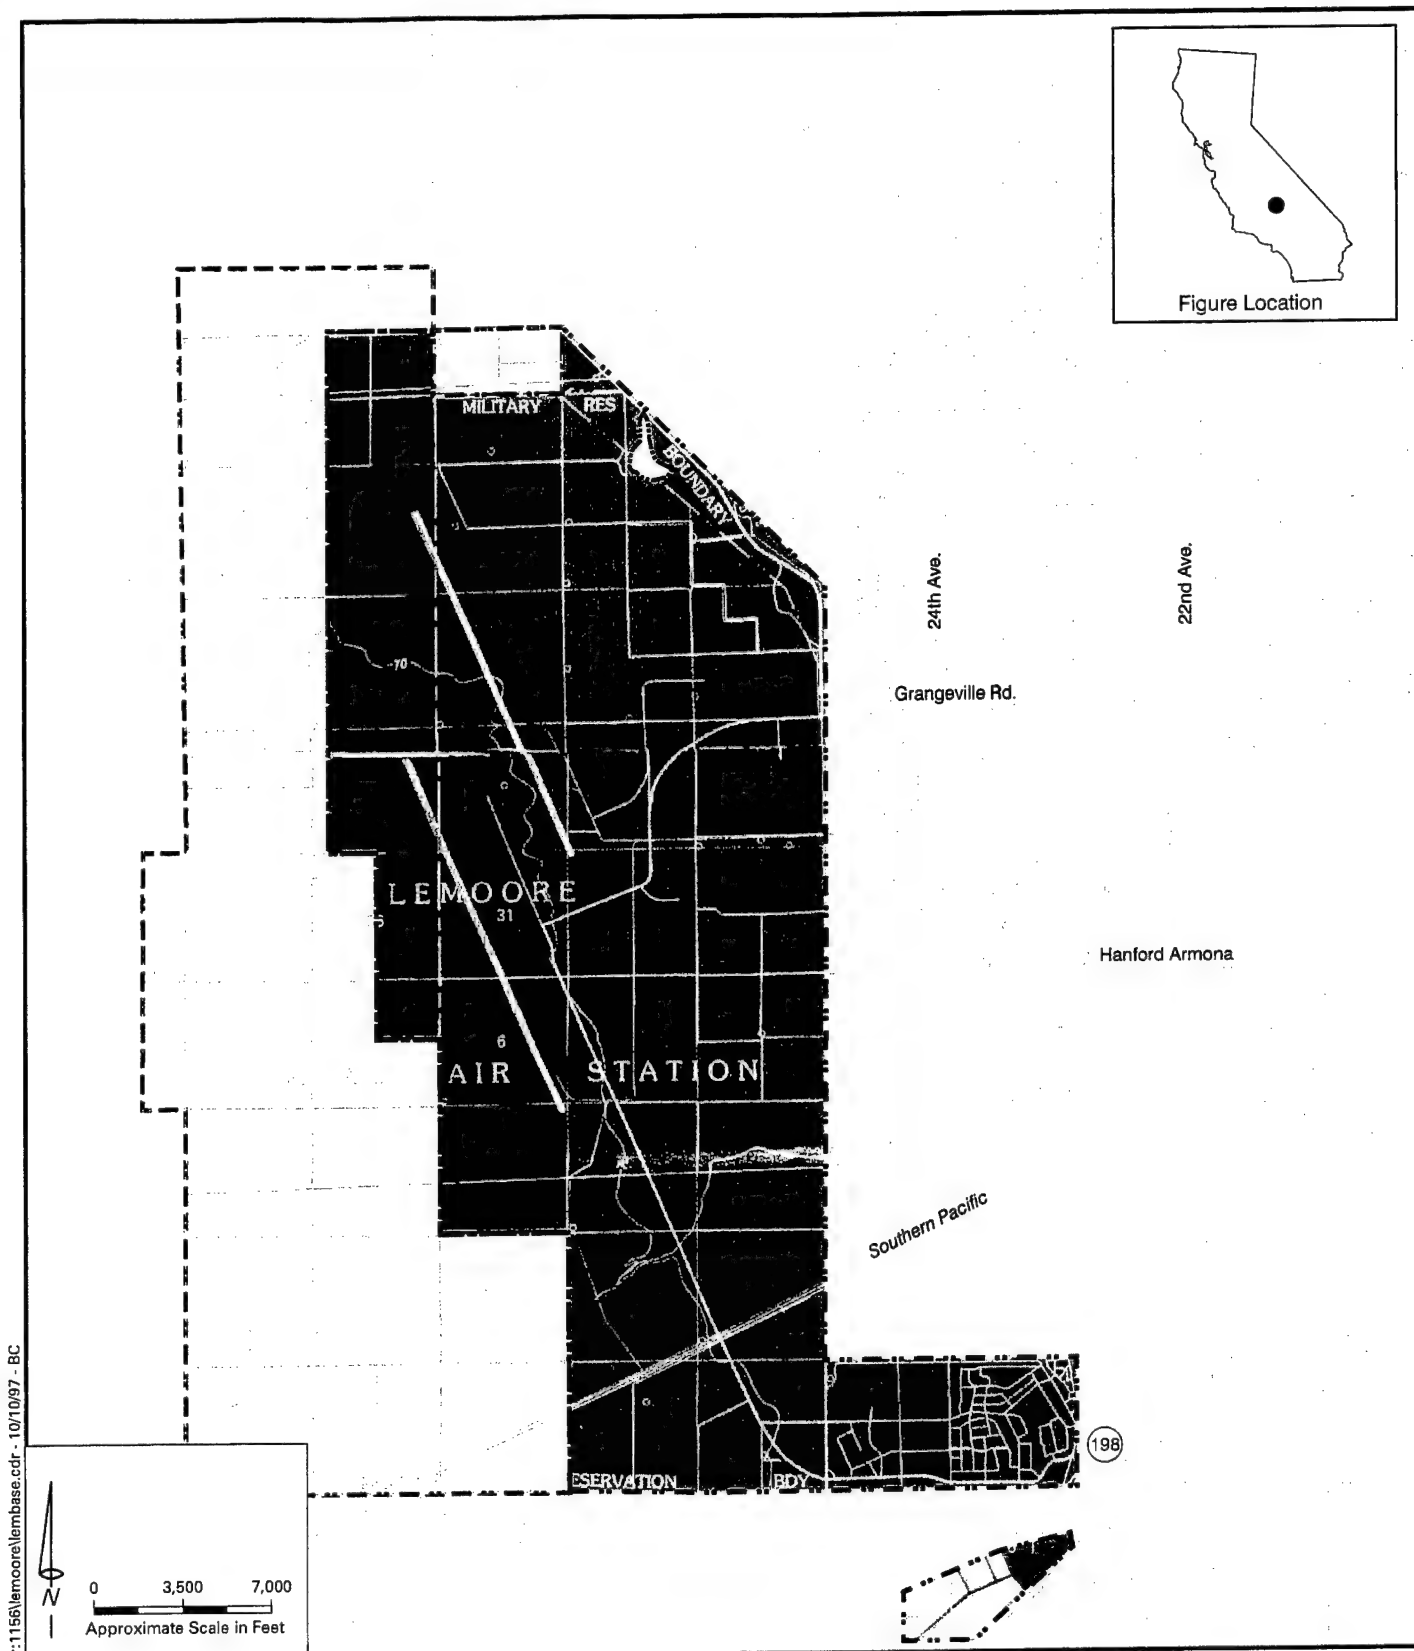 Figure Location
MILITARY RES
BOUNDARY
24th Ave.
22nd Ave.
70
Grangeville Rd.
LEMOORE
31
Hanford Armona
6
AIR STATION
Southern Pacific
198
ESERVATION BDY
N
0 3,500 7,000
Approximate Scale in Feet
1156\lemoore\lembase.cdr - 10/10/97 - BC